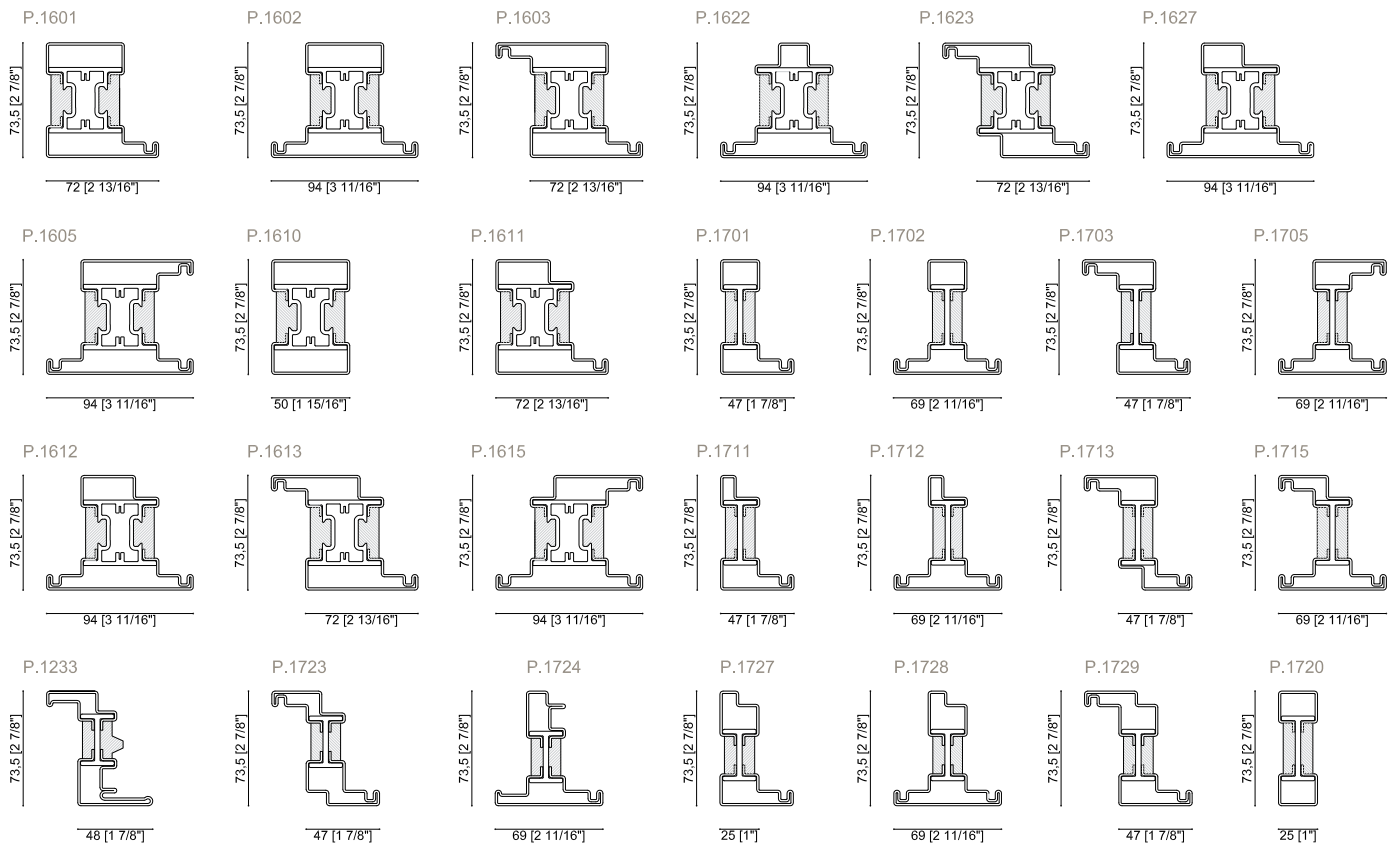 P.1601 P.1602 P.1603 P.1622 P.1623 P.1627
73,5 [2 7/8"] 73,5 [2 7/8"] 73,5 [2 7/8"] 73,5 [2 7/8"] 73,5 [2 7/8"] 73,5 [2 7/8"]
72 [2 13/16"] 94 [3 11/16"] 72 [2 13/16"] 94 [3 11/16"] 72 [2 13/16"] 94 [3 11/16"]
P.1605 P.1610 P.1611 P.1701 P.1702 P.1703 P.1705
73,5 [2 7/8"] 73,5 [2 7/8"] 73,5 [2 7/8"] 73,5 [2 7/8"] 73,5 [2 7/8"] 73,5 [2 7/8"] 73,5 [2 7/8"]
94 [3 11/16"] 50 [1 15/16"] 72 [2 13/16"] 47 [1 7/8"] 69 [2 11/16"] 47 [1 7/8"] 69 [2 11/16"]
P.1612 P.1613 P.1615 P.1711 P.1712 P.1713 P.1715
73,5 [2 7/8"] 73,5 [2 7/8"] 73,5 [2 7/8"] 73,5 [2 7/8"] 73,5 [2 7/8"] 73,5 [2 7/8"] 73,5 [2 7/8"]
94 [3 11/16"] 72 [2 13/16"] 94 [3 11/16"] 47 [1 7/8"] 69 [2 11/16"] 47 [1 7/8"] 69 [2 11/16"]
P.1233 P.1723 P.1724 P.1727 P.1728 P.1729 P.1720
73,5 [2 7/8"] 73,5 [2 7/8"] 73,5 [2 7/8"] 73,5 [2 7/8"] 73,5 [2 7/8"] 73,5 [2 7/8"] 73,5 [2 7/8"]
48 [1 7/8"] 47 [1 7/8"] 69 [2 11/16"] 25 [1"] 69 [2 11/16"] 47 [1 7/8"] 25 [1"]